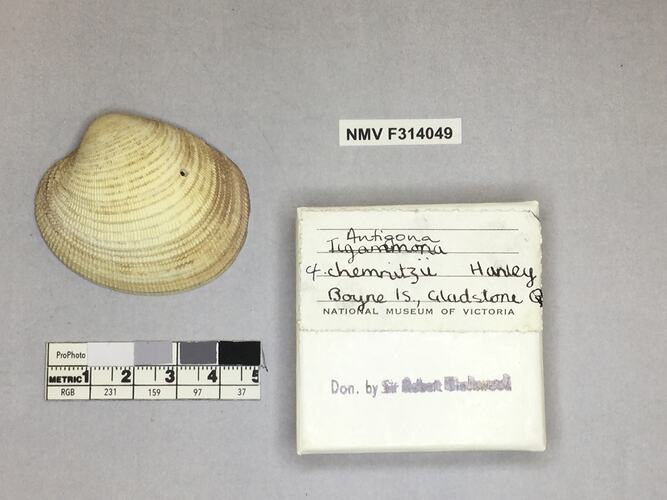 NMV F314049
Antigona
Tigammona
cf. chemnitzii Hanley
Boyne Is., Gladstone Q
NATIONAL MUSEUM OF VICTORIA
Don. by Sir Robert Blackwood
ProPhoto
METRIC 1 2 3 4 5
RGB 231 159 97 37